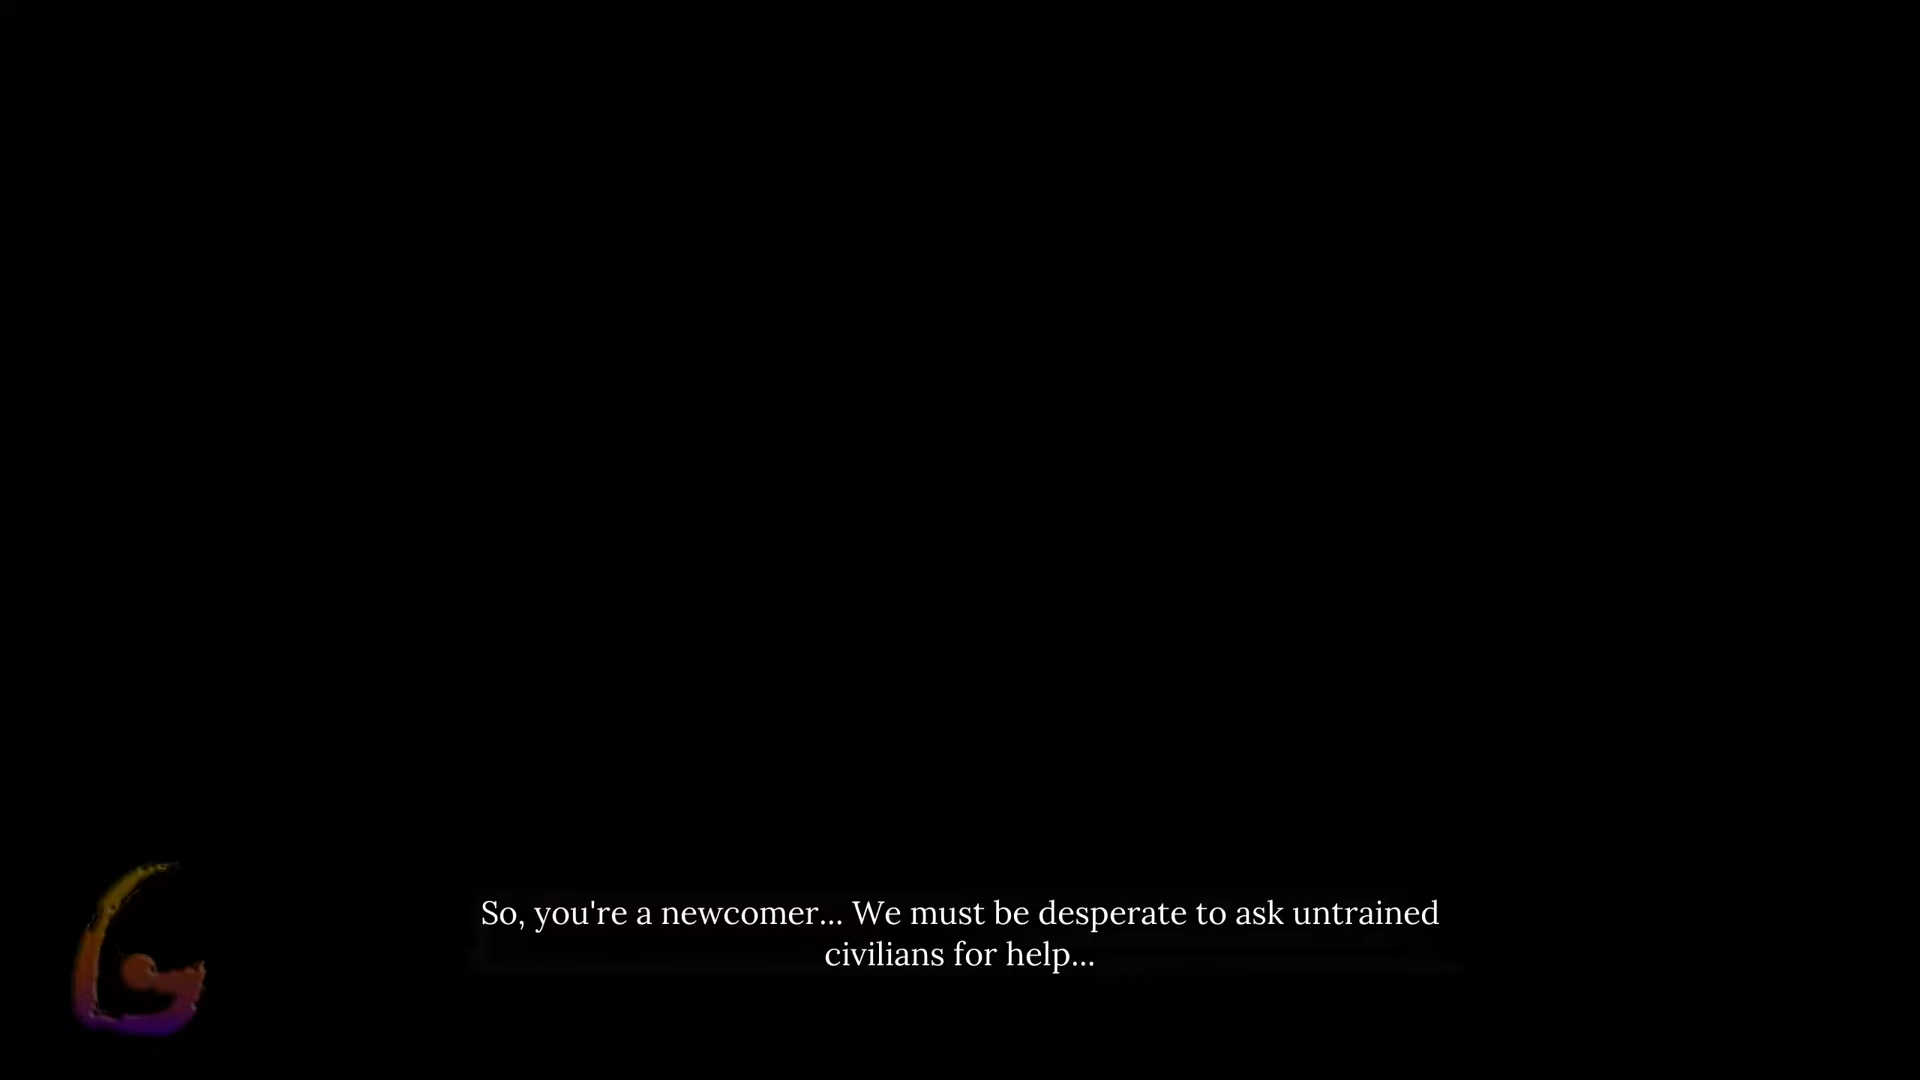 So, you're a newcomer... We must be desperate to ask untrained
civilians for help...